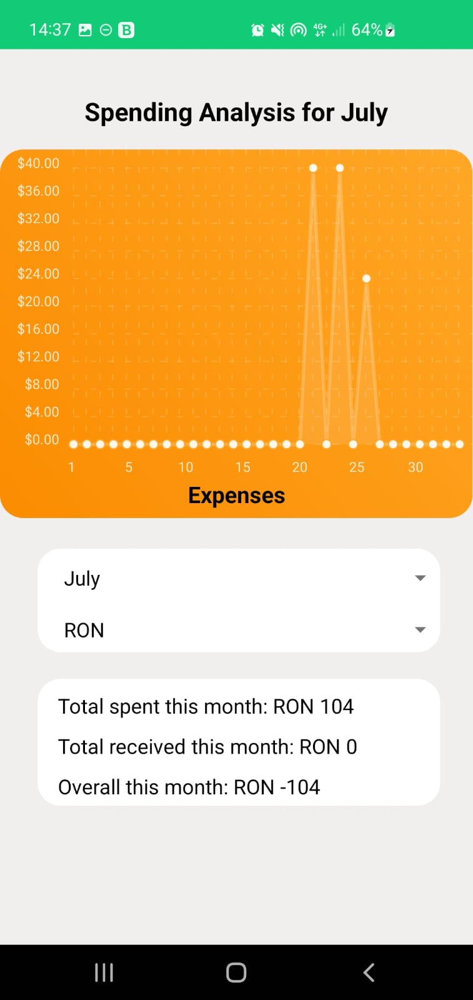 14:37 B 4G+ 64%
Spending Analysis for July
$40.00
$36.00
$32.00
$28.00
$24.00
$20.00
$16.00
$12.00
$8.00
$4.00
$0.00
1 5 10 15 20 25 30
Expenses
July
RON
Total spent this month: RON 104
Total received this month: RON 0
Overall this month: RON -104